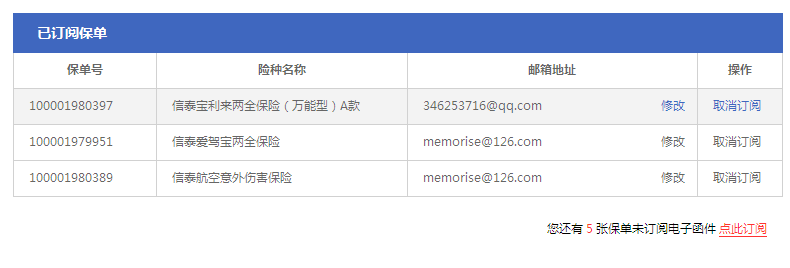 已订阅保单
保单号 险种名称 邮箱地址 操作
100001980397 信泰宝利来两全保险（万能型）A款 346253716@qq.com 修改 取消订阅
100001979951 信泰爱驾宝两全保险 memorise@126.com 修改 取消订阅
100001980389 信泰航空意外伤害保险 memorise@126.com 修改 取消订阅
您还有 5 张保单未订阅电子函件 点此订阅